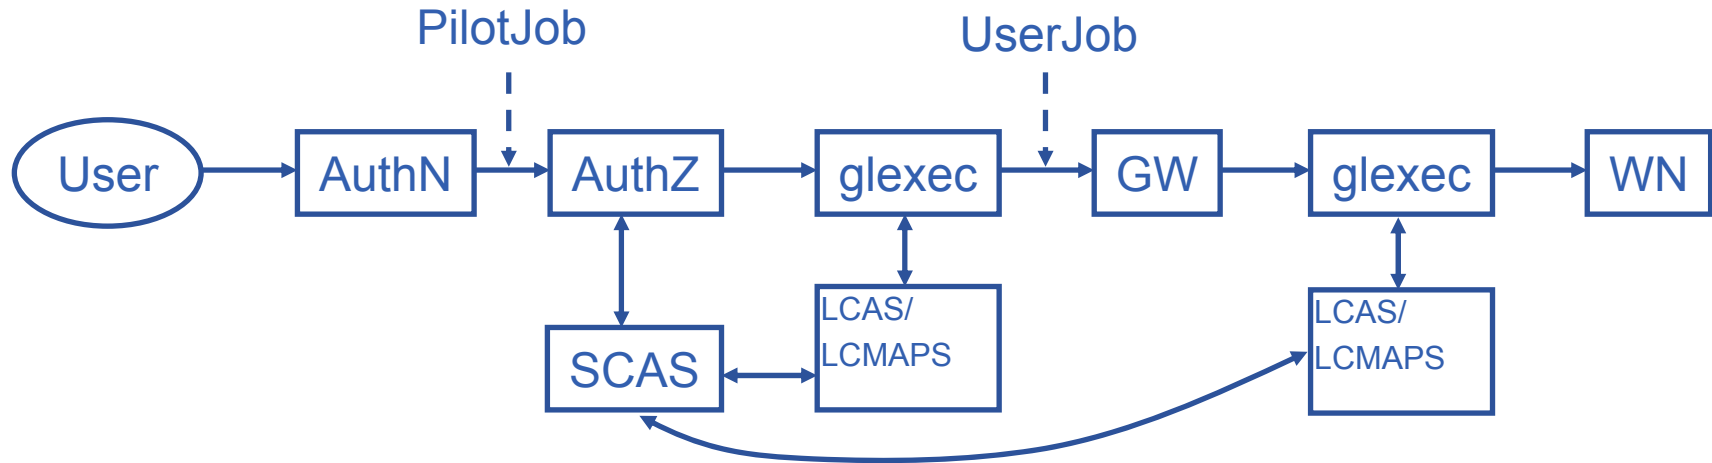 PilotJob
UserJob
User
AuthN
AuthZ
glexec
GW
glexec
WN
LCAS/
LCMAPS
LCAS/
LCMAPS
SCAS